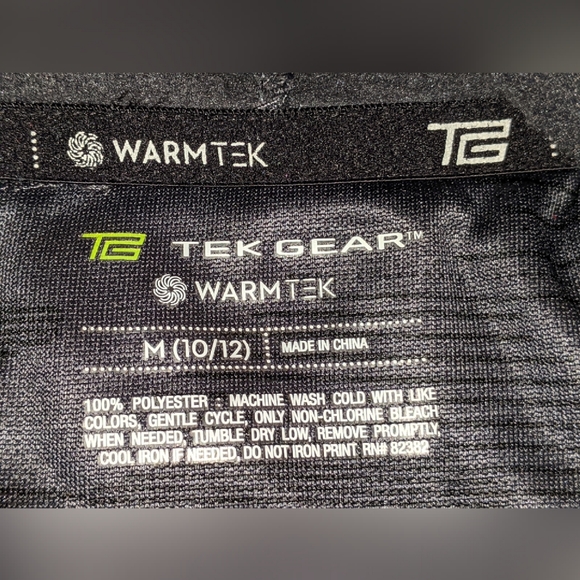 WARMTEK TG
TG TEK GEAR™
WARMTEK
M (10/12) MADE IN CHINA
100% POLYESTER - MACHINE WASH COLD WITH LIKE
COLORS, GENTLE CYCLE, ONLY NON-CHLORINE BLEACH
WHEN NEEDED, TUMBLE DRY LOW, REMOVE PROMPTLY,
COOL IRON IF NEEDED, DO NOT IRON PRINT RN# 82382